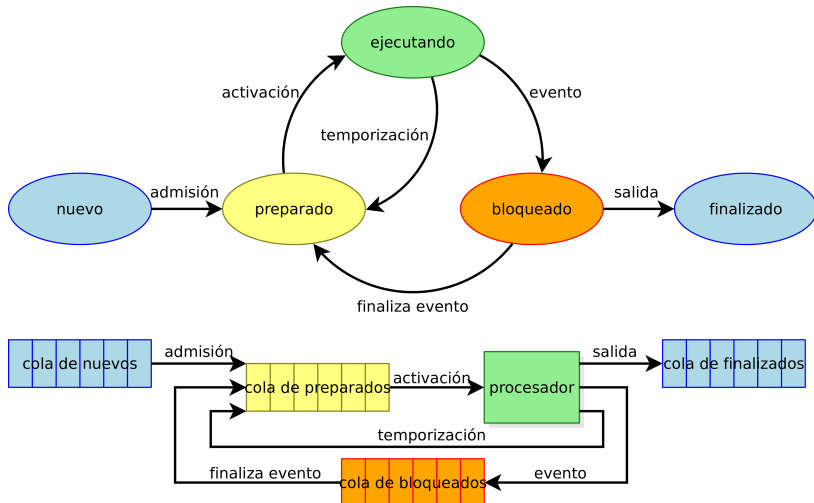 ejecutando
activación
evento
temporización
admisión
salida
nuevo
preparado
bloqueado
finalizado
finaliza evento
admisión
salida
cola de nuevos
cola de finalizados
cola de preparados
activación
procesador
temporización
finaliza evento
evento
cola de bloqueados